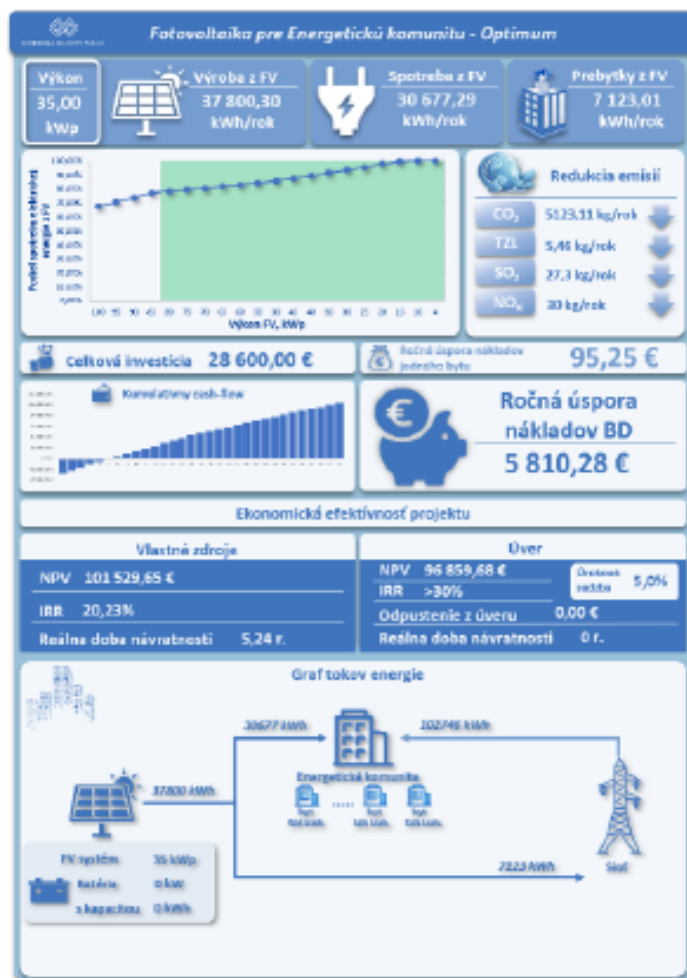 Fotovoltaika pre Energetickú komunitu - Optimum
Výkon
35,00
kWp
Výroba z FV
37 800,30
kWh/rok
Spotreba z FV
30 677,29
kWh/rok
Prebytky z FV
7 123,01
kWh/rok
Výkon FV, kWp
Redukcia emisií
CO₂ 5123,11 kg/rok
TZL 5,46 kg/rok
SO₂ 27,3 kg/rok
NOₓ 30 kg/rok
Celková investícia 28 600,00 €
Ročná úspora nákladov
jedného bytu
95,25 €
Kumulatívny cash-flow
Ročná úspora
nákladov BD
5 810,28 €
Ekonomická efektívnosť projektu
Vlastné zdroje
NPV 101 529,65 €
IRR 20,23%
Reálna doba návratnosti 5,24 r.
Úver
NPV 96 859,68 €
IRR >30%
Úroková
sadzba
5,0%
Odpustenie z úveru 0,00 €
Reálna doba návratnosti 0 r.
Graf tokov energie
30677 kWh
102746 kWh
Energetická komunita
37800 kWh
.....
FV systém 35 kWp
Batéria 0 kW
s kapacitou 0 kWh
7123 kWh
Sieť